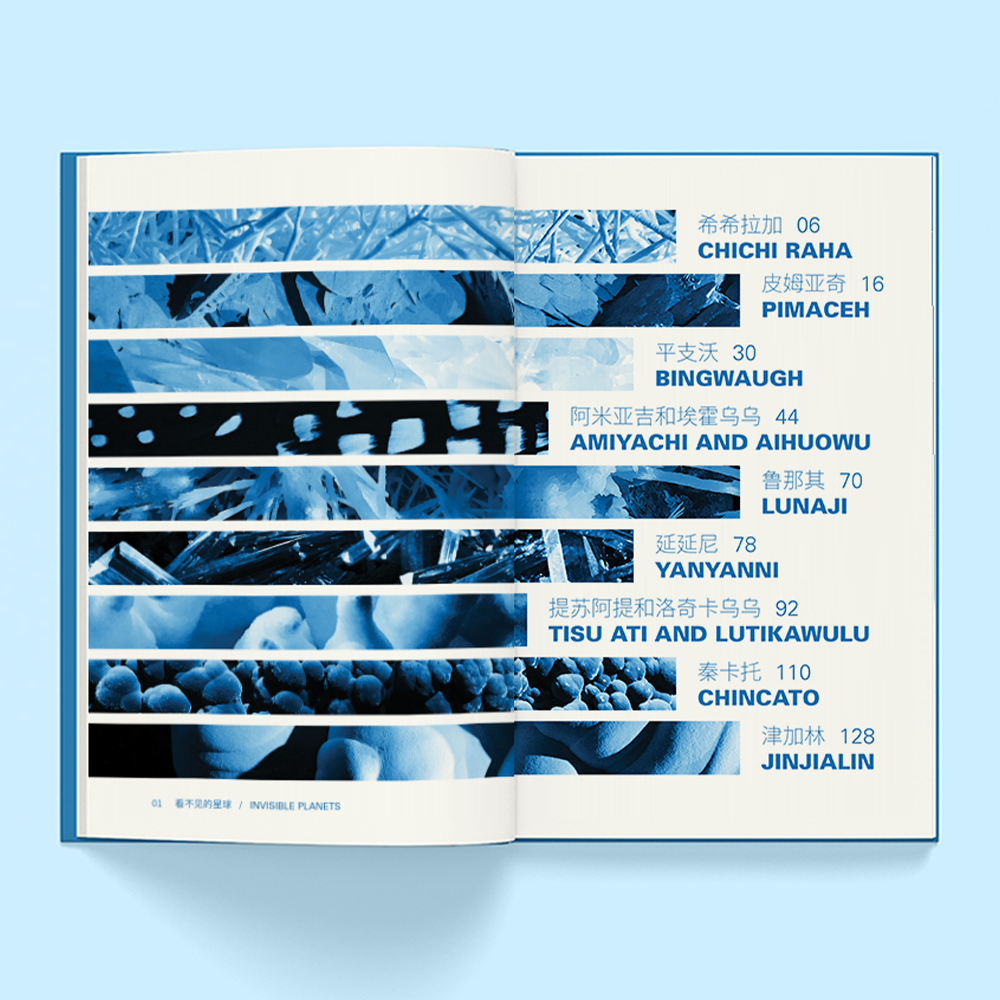 希希拉加 06
CHICHI RAHA
皮姆亚奇 16
PIMACEH
平支沃 30
BINGWAUGH
阿米亚吉和埃霍乌乌 44
AMIYACHI AND AIHUOWU
鲁那其 70
LUNAJI
延延尼 78
YANYANNI
提苏阿提和洛奇卡乌乌 92
TISU ATI AND LUTIKAWULU
秦卡托 110
CHINCATO
津加林 128
JINJIALIN
01 看不见的星球 / INVISIBLE PLANETS